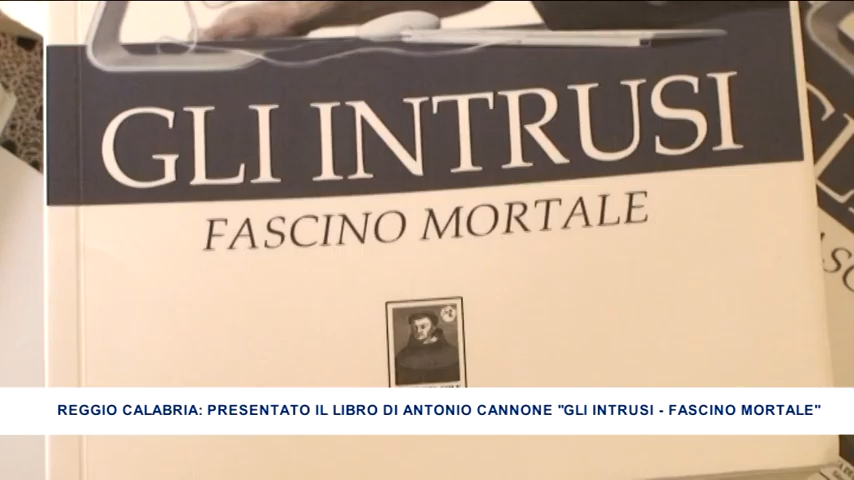 GLI INTRUSI
FASCINO MORTALE
REGGIO CALABRIA: PRESENTATO IL LIBRO DI ANTONIO CANNONE "GLI INTRUSI - FASCINO MORTALE"